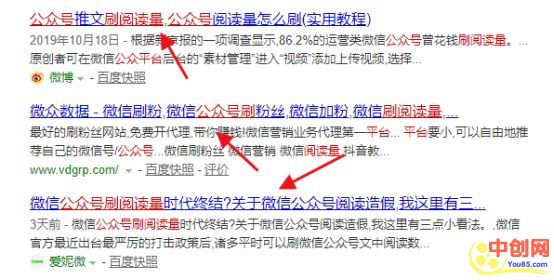 公众号推文刷阅读量,公众号阅读量怎么刷(实用教程)
2019年10月18日 - 根据新京报的一项调查显示,86.2%的运营类微信公众号曾花钱刷阅读量。...
原创者可在微信公众平台后台的“素材管理”进入“视频”添加上传视频,选择...
微博 - 百度快照
微众数据 - 微信刷粉,微信公众号刷粉丝,微信加粉,微信刷阅读量,...
最好的刷粉丝网站,免费开代理,带你赚钱!微信营销业务代理第一平台... 平台要小,可以自由地推
荐自己的微信号/公众号... 微信刷粉丝 微信营销 微信阅读量 抖音教...
www.vdgrp.com/ - 百度快照 - 评价
微信公众号刷阅读量时代终结?关于微信公众号阅读造假,我这里有三...
3天前 - 微信公众号刷阅读量时代终结?关于微信公众号阅读造假,我这里有三点小看法。,微信
官方最近出台最严厉的打击政策后,诸多平时可以刷微信公众号文中阅读数...
爱妮微 - 百度快照
中创网
You85.com